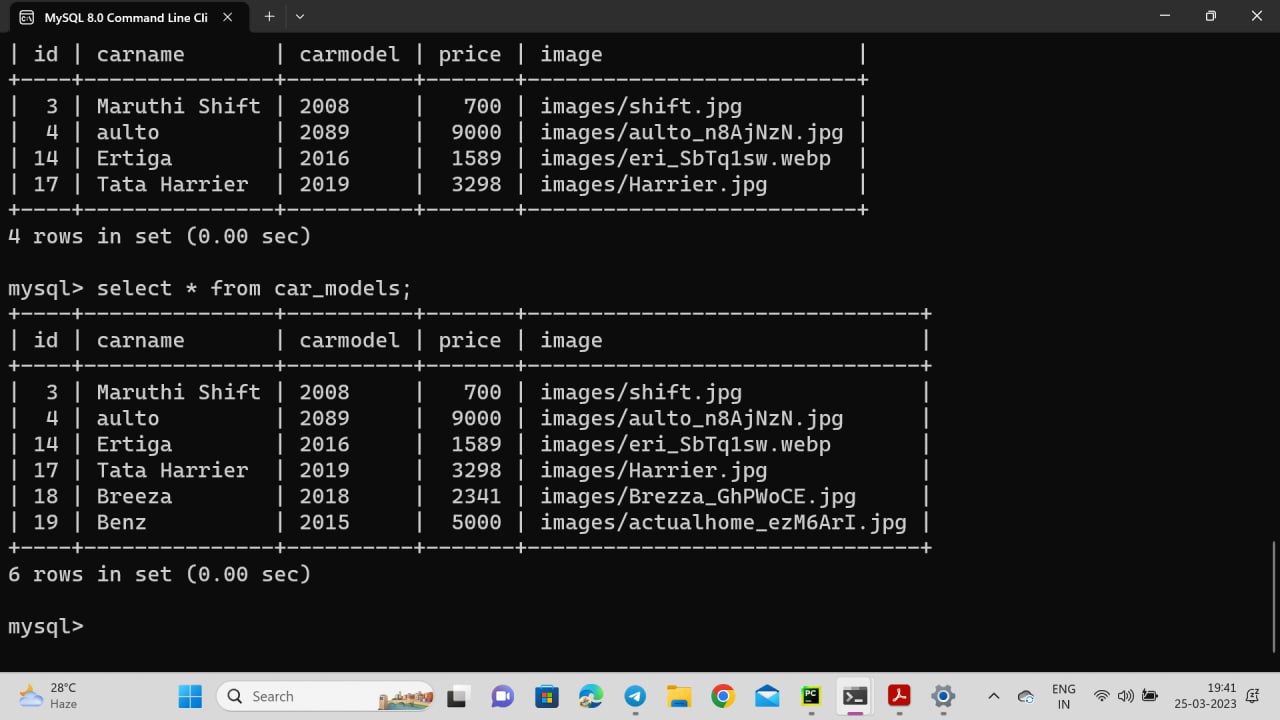 MySQL 8.0 Command Line Cli
| id | carname       | carmodel | price | image                      |
+----+---------------+----------+-------+---------------------------+
|  3 | Maruthi Shift | 2008     |   700 | images/shift.jpg          |
|  4 | aulto         | 2089     |  9000 | images/aulto_n8AjNzN.jpg |
| 14 | Ertiga        | 2016     |  1589 | images/eri_SbTq1sw.webp  |
| 17 | Tata Harrier  | 2019     |  3298 | images/Harrier.jpg       |
+----+---------------+----------+-------+---------------------------+
4 rows in set (0.00 sec)
mysql> select * from car_models;
+----+---------------+----------+-------+-------------------------------+
| id | carname       | carmodel | price | image                         |
+----+---------------+----------+-------+-------------------------------+
|  3 | Maruthi Shift | 2008     |   700 | images/shift.jpg              |
|  4 | aulto         | 2089     |  9000 | images/aulto_n8AjNzN.jpg      |
| 14 | Ertiga        | 2016     |  1589 | images/eri_SbTq1sw.webp       |
| 17 | Tata Harrier  | 2019     |  3298 | images/Harrier.jpg            |
| 18 | Breeza        | 2018     |  2341 | images/Brezza_GhPWoCE.jpg     |
| 19 | Benz          | 2015     |  5000 | images/actualhome_ezM6ArI.jpg |
+----+---------------+----------+-------+-------------------------------+
6 rows in set (0.00 sec)
mysql>
28°C
Haze
Search
PC
ENG
IN
19:41
25-03-2023